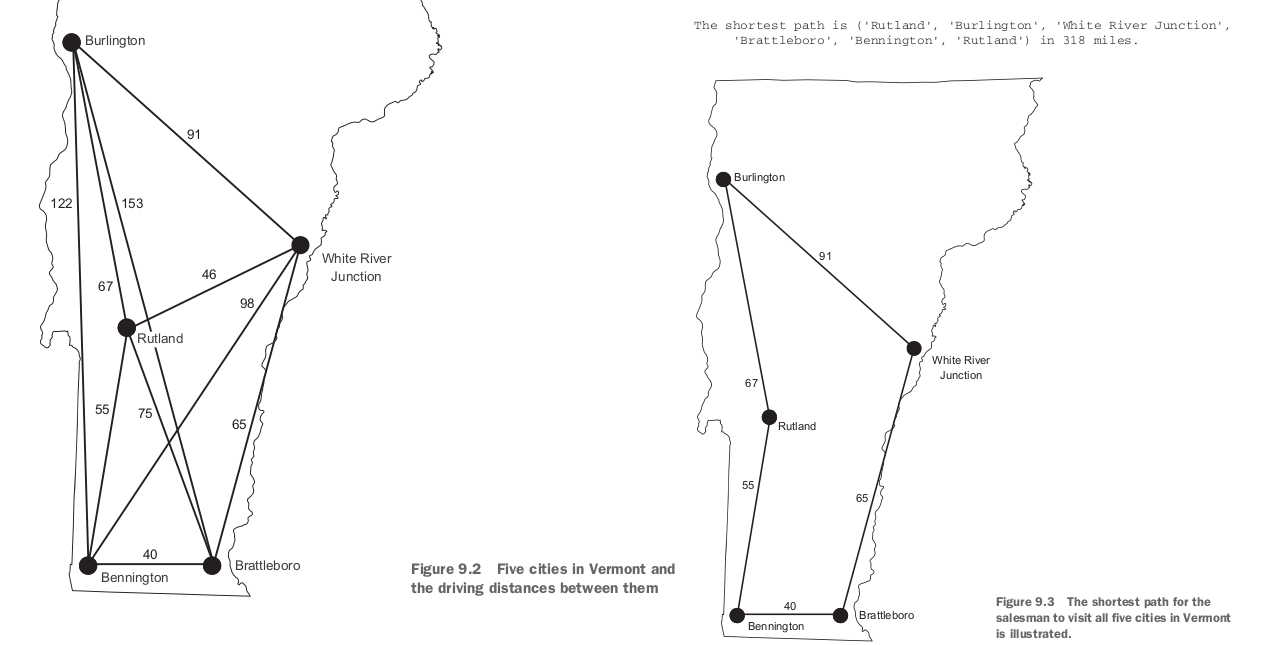 Burlington
91
122
153
White River
Junction
46
67
98
Rutland
55
75
65
40
Bennington
Brattleboro
Figure 9.2 Five cities in Vermont and
the driving distances between them
The shortest path is ('Rutland', 'Burlington', 'White River Junction',
'Brattleboro', 'Bennington', 'Rutland') in 318 miles.
Burlington
91
White River
Junction
67
Rutland
55
65
40
Bennington
Brattleboro
Figure 9.3 The shortest path for the
salesman to visit all five cities in Vermont
is illustrated.